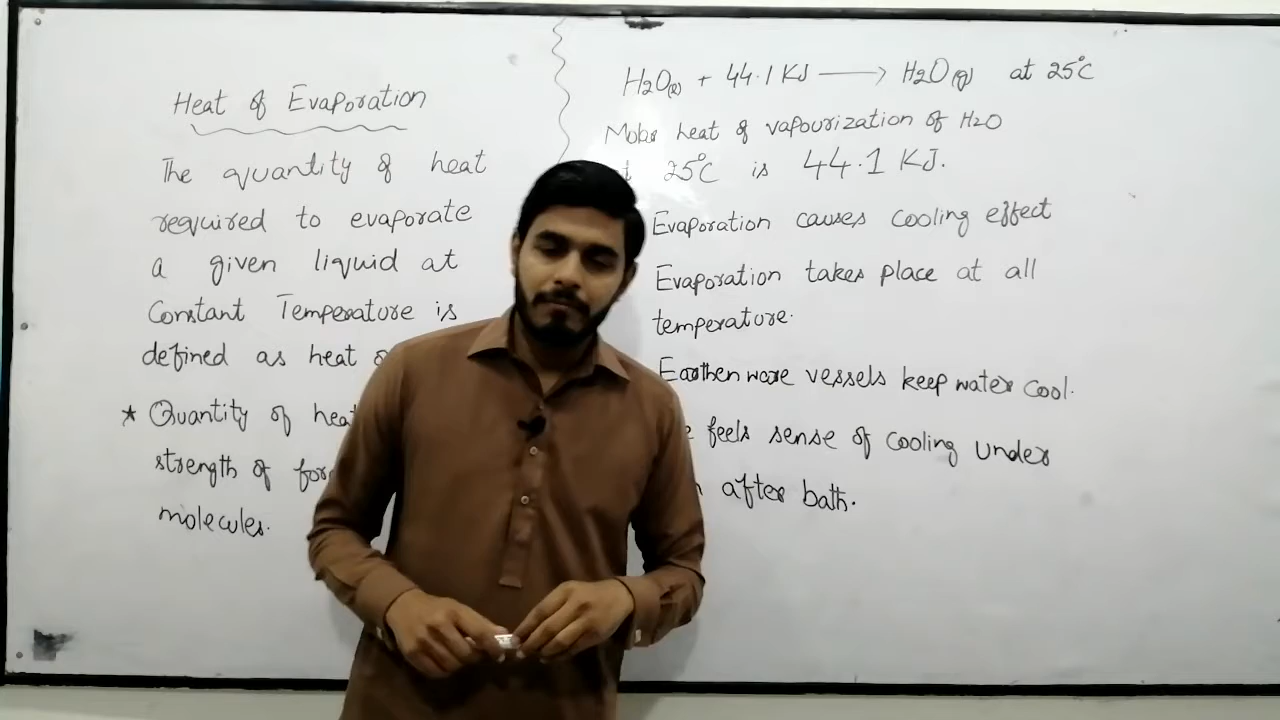 Heat of Evaporation
The quantity of heat
required to evaporate
a given liquid at
Constant Temperature is
defined as heat
* Quantity of heat
strength of
molecules.
H2O(l) + 44.1 KJ ⟶ H2O(g) at 25°C
Molar heat of vapourization of H2O
25°C is 44.1 KJ.
Evaporation causes cooling effect
Evaporation takes place at all
temperature.
Earthen ware vessels keep water cool.
feels sense of cooling under
after bath.